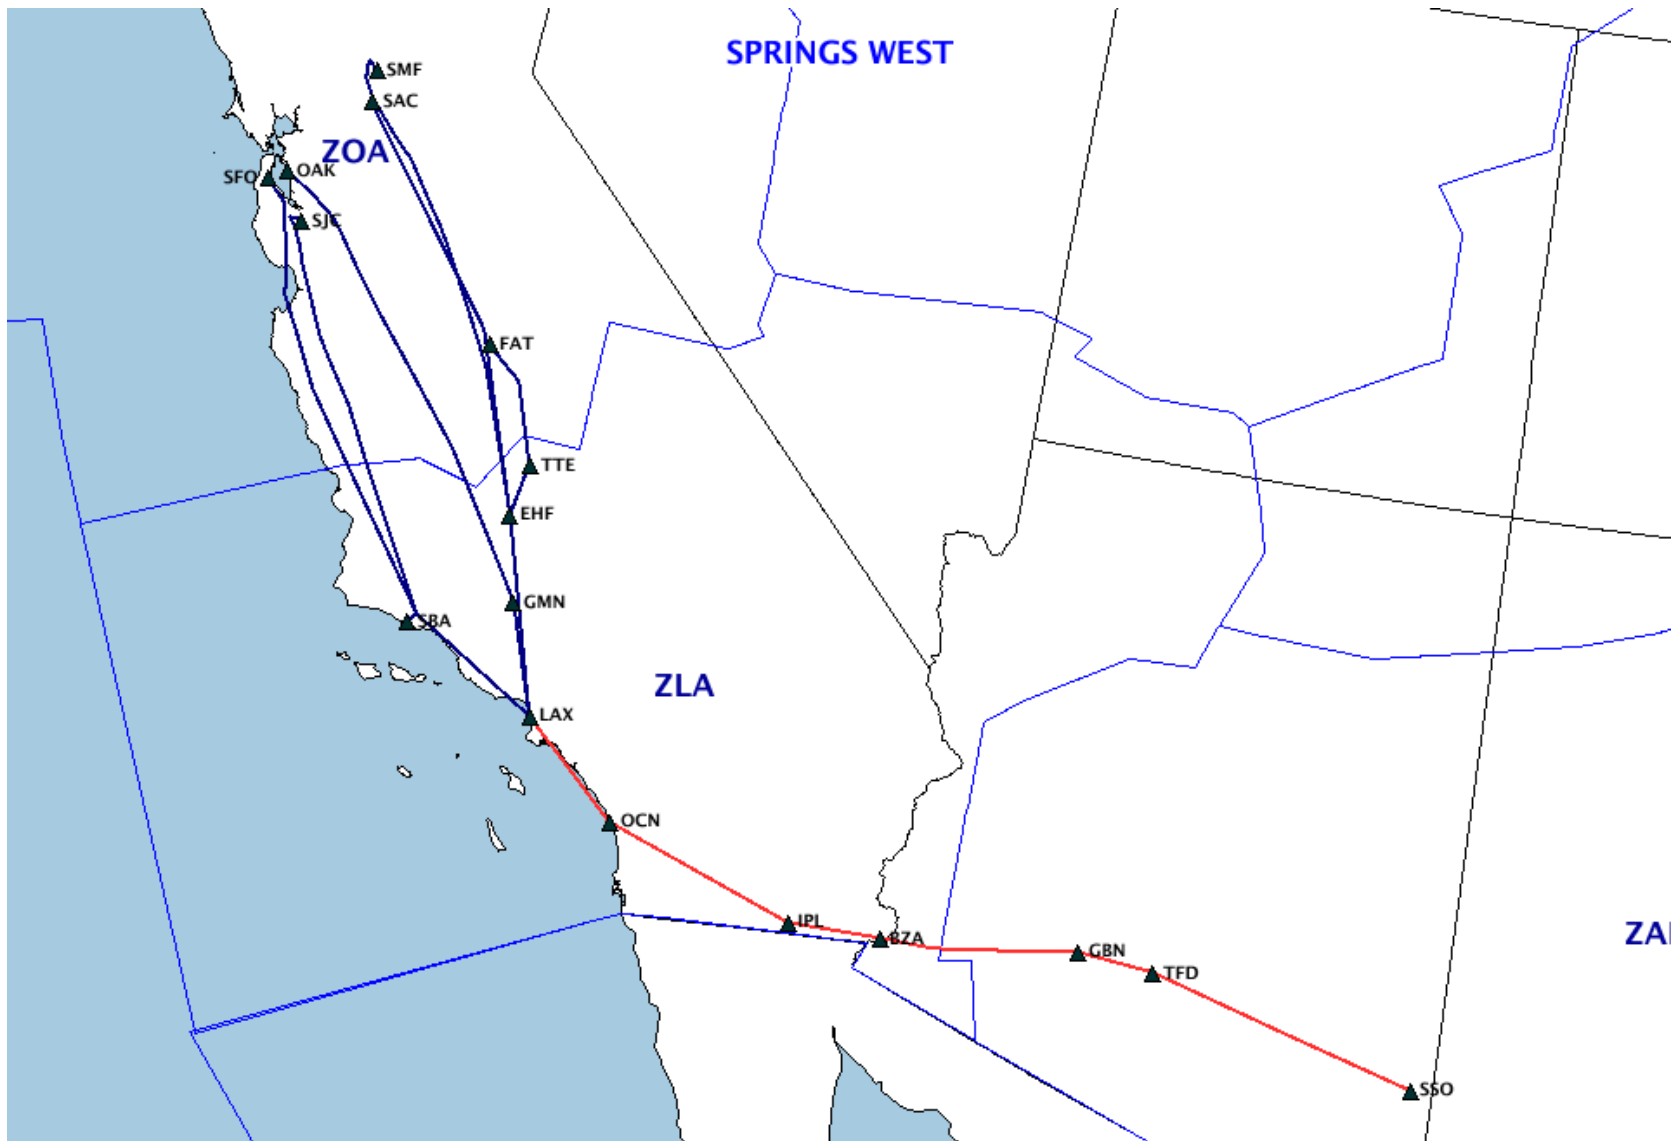 SPRINGS WEST
SMF
SAC
ZOA
OAK
SFO
SJC
FAT
TTE
EHF
GMN
SBA
ZLA
LAX
OCN
IPL
BZA
ZA
GBN
TFD
SSO